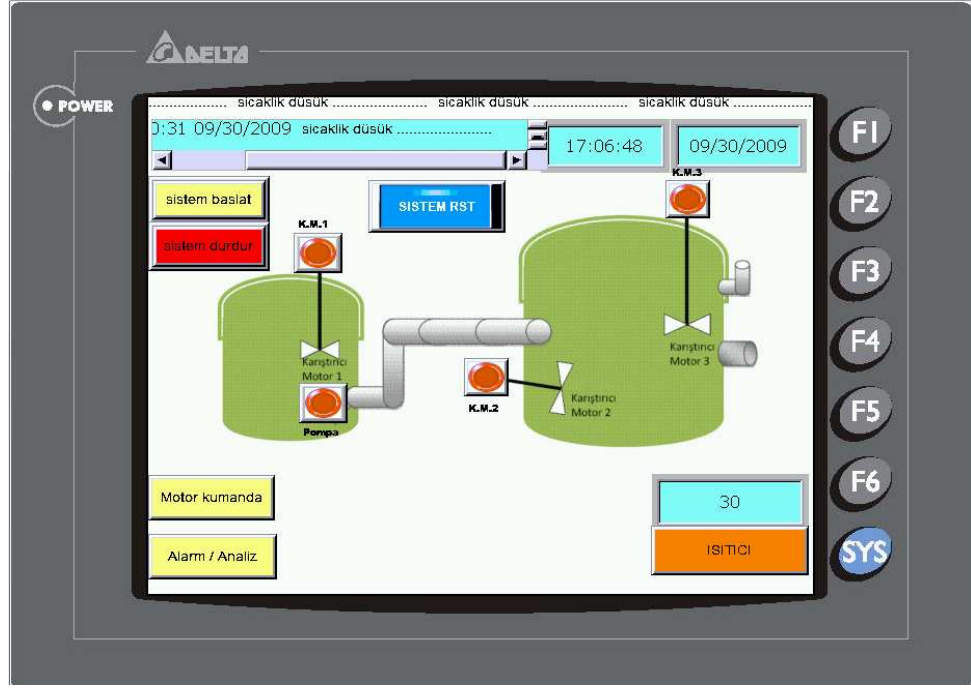 DELTA
POWER
.................... sicaklik düsük ...................... sicaklik düsük ...................... sicaklik düsük ................
0:31 09/30/2009 sicaklik düsük ......................
17:06:48
09/30/2009
F1
F2
F3
F4
F5
F6
SYS
sistem baslat
SISTEM RST
sistem durdur
K.M.1
K.M.3
Karıştırıcı
Motor 1
Karıştırıcı
Motor 3
K.M.2
Karıştırıcı
Motor 2
Pompa
Motor kumanda
30
Alarm / Analiz
ISITICI